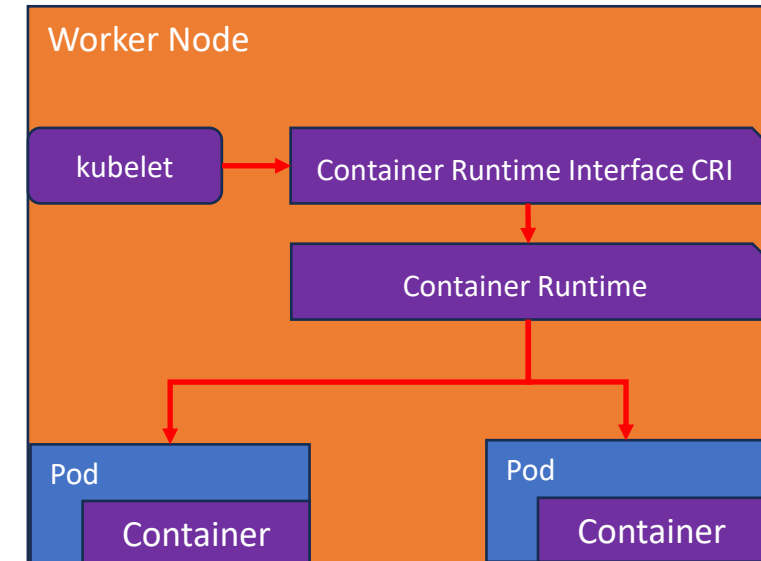 Worker Node
kubelet
Container Runtime Interface CRI
Container Runtime
Pod
Container
Pod
Container